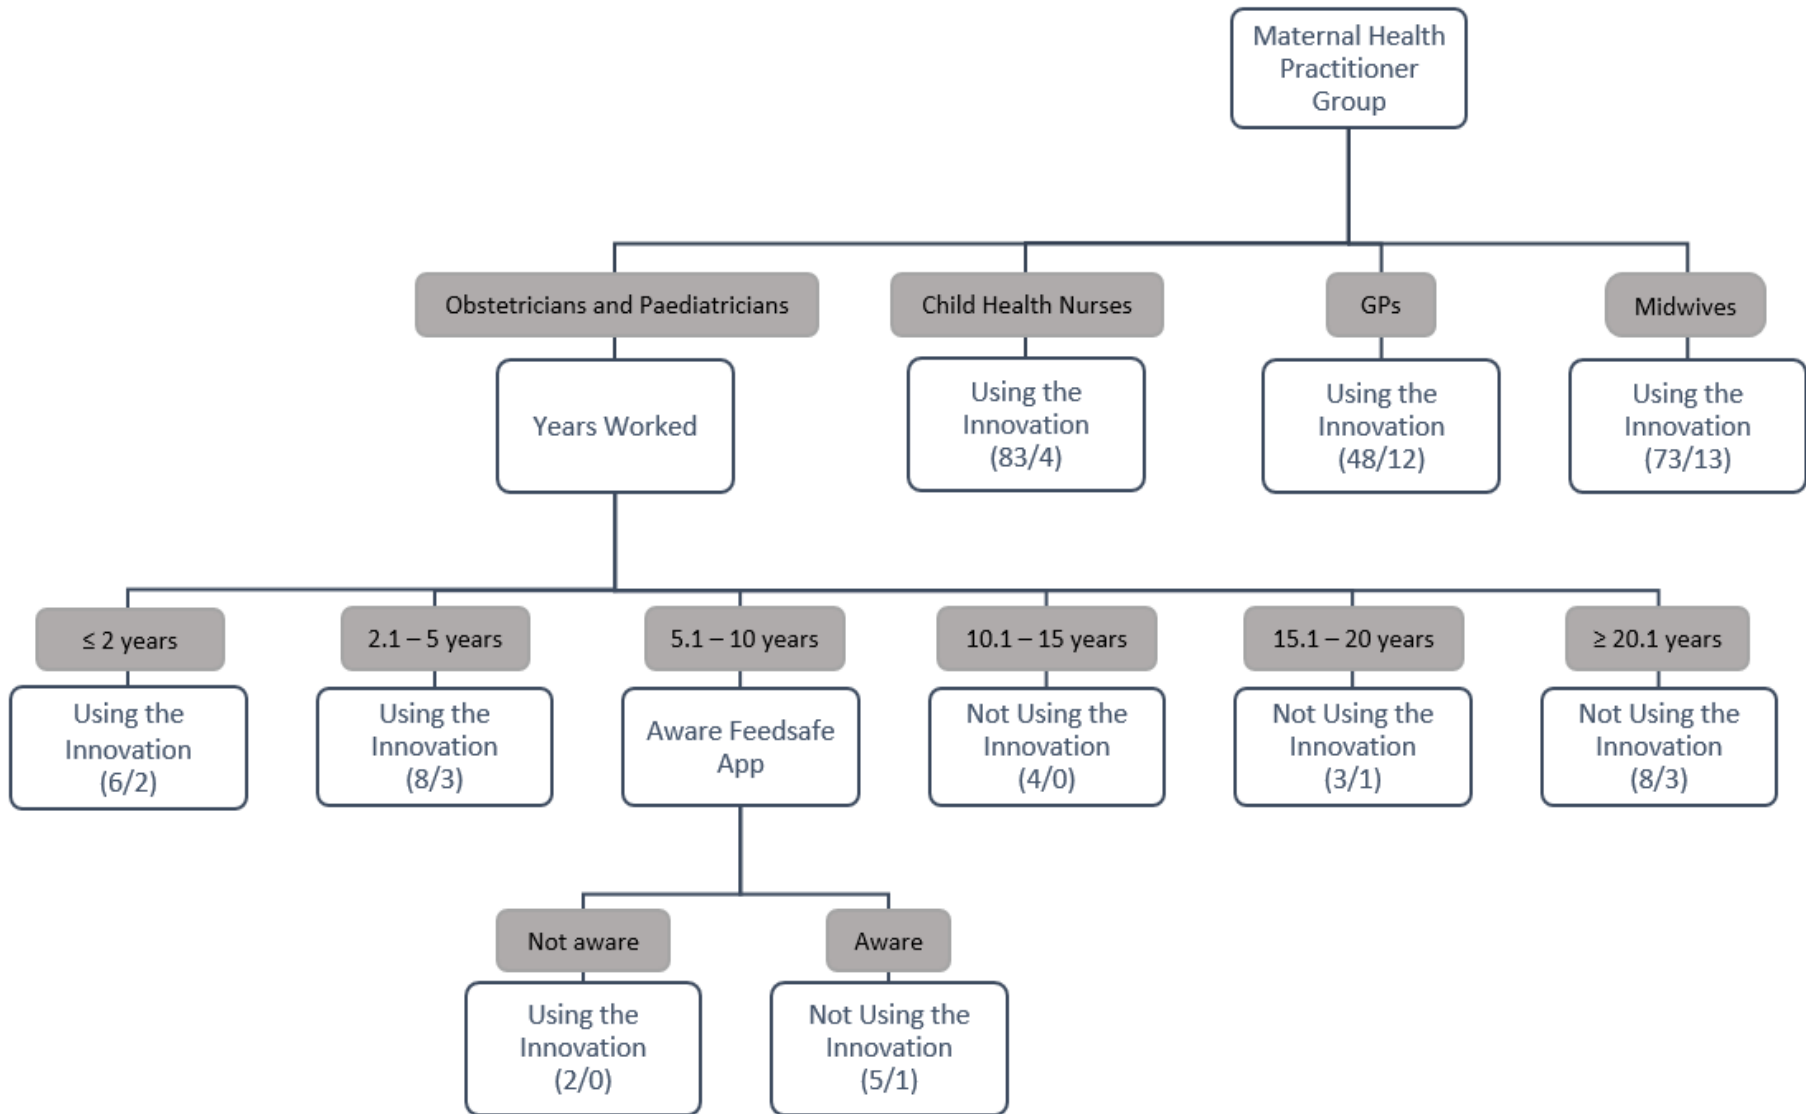 Maternal Health
Practitioner
Group
Obstetricians and Paediatricians
Child Health Nurses
GPs
Midwives
Years Worked
Using the
Innovation
(83/4)
Using the
Innovation
(48/12)
Using the
Innovation
(73/13)
≤ 2 years
2.1 – 5 years
5.1 – 10 years
10.1 – 15 years
15.1 – 20 years
≥ 20.1 years
Using the
Innovation
(6/2)
Using the
Innovation
(8/3)
Aware Feedsafe
App
Not Using the
Innovation
(4/0)
Not Using the
Innovation
(3/1)
Not Using the
Innovation
(8/3)
Not aware
Aware
Using the
Innovation
(2/0)
Not Using the
Innovation
(5/1)